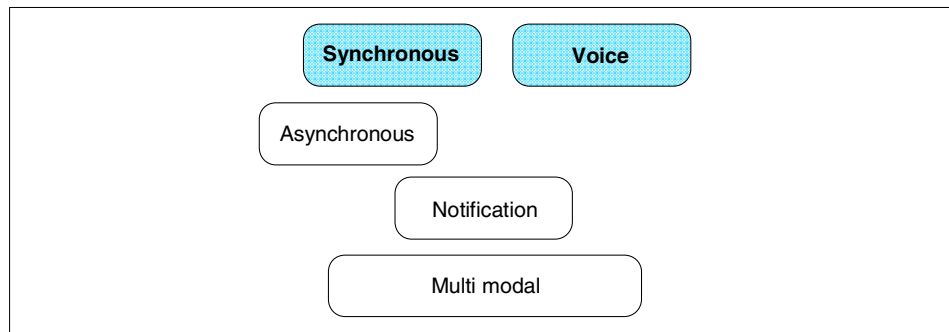 Synchronous Voice
Asynchronous
Notification
Multi modal